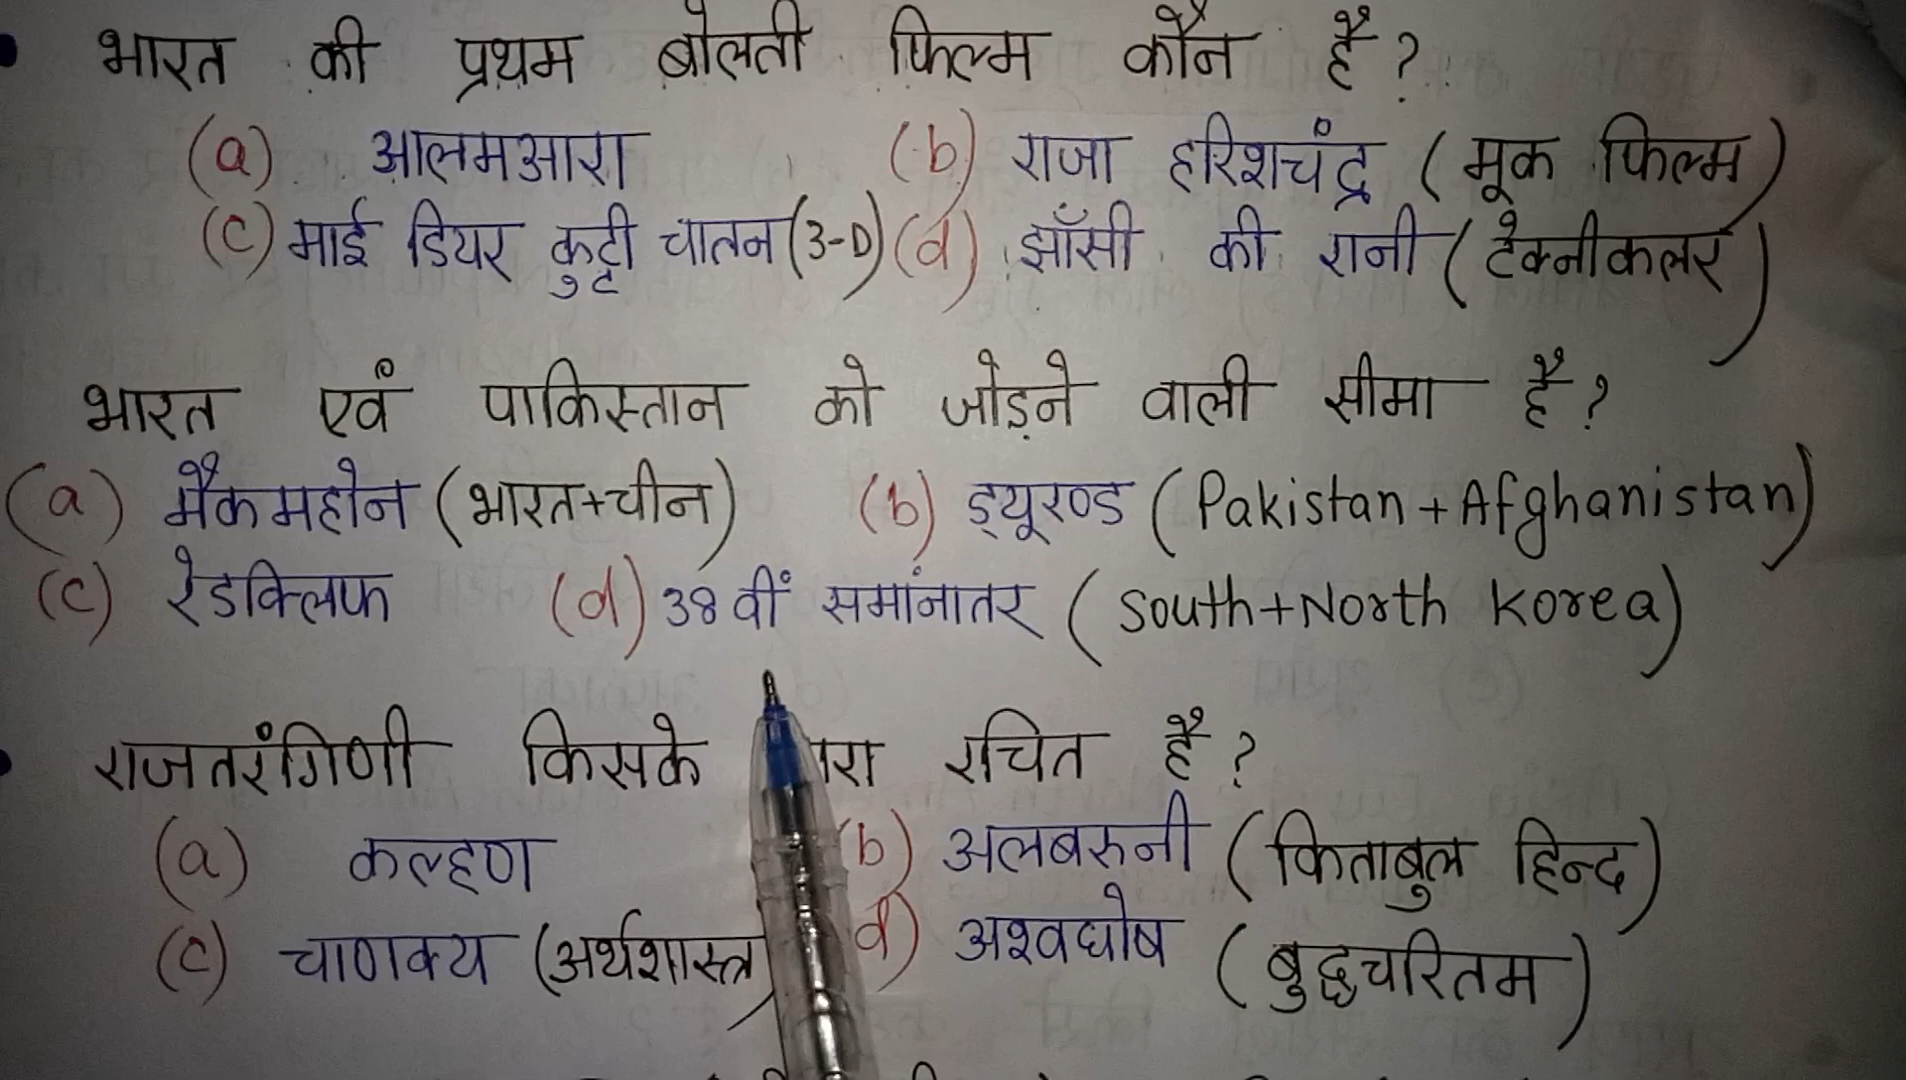 भारत की प्रथम बोलती फिल्म कौन है ?
(a) आलमआरा (b) राजा हरिशचंद्र ( मूक फिल्म )
(c) माई डियर कुट्टी चातन (3-D) (d) झाँसी की रानी ( टेक्नीकलर )
भारत एवं पाकिस्तान को जोड़ने वाली सीमा है ?
(a) मैकमहोन ( भारत+चीन ) (b) ड्यूरण्ड ( Pakistan + Afghanistan )
(c) रेडक्लिफ (d) 38 वीं समांनातर ( South + North Korea )
राजतरंगिणी किसके रचित है ?
(a) कल्हण (b) अलबरुनी ( किताबुल हिन्द )
(c) चाणक्य ( अर्थशास्त्र ) (d) अश्वघोष ( बुद्धचरितम )